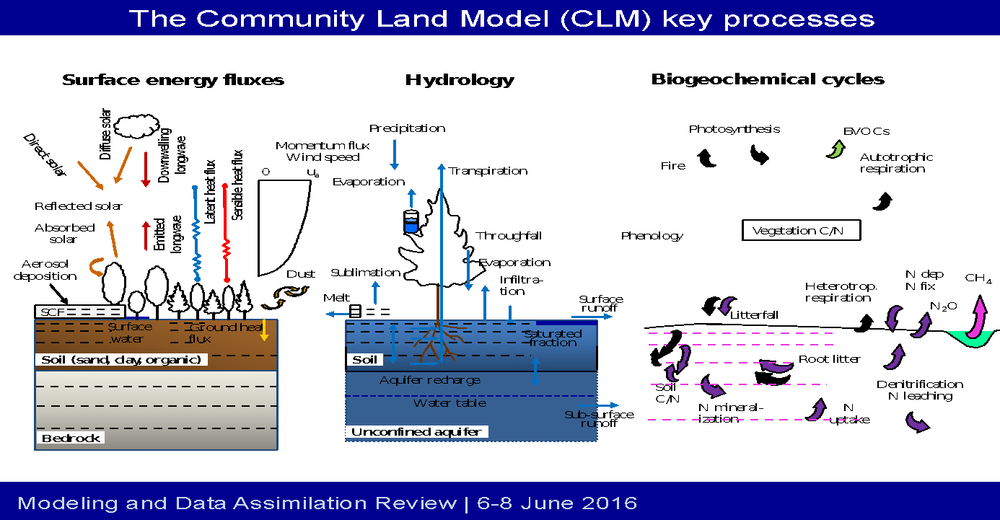 The Community Land Model (CLM) key processes
Surface energy fluxes
Diffuse solar
Direct solar
Downwelling
longwave
Reflected solar
Absorbed
solar
Emitted
longwave
Latent heat flux
Sensible heat flux
Momentum flux
Wind speed
0
ua
Aerosol
deposition
Dust
SCF
Surface
water
Ground heat
flux
Soil (sand, clay, organic)
Bedrock
Hydrology
Precipitation
Transpiration
Evaporation
Throughfall
Evaporation
Sublimation
Infiltra-
tion
Melt
Surface
runoff
Saturated
fraction
Soil
Aquifer recharge
Water table
Sub-surface
runoff
Unconfined aquifer
Biogeochemical cycles
Photosynthesis
BVOCs
Fire
Autotrophic
respiration
Vegetation C/N
Phenology
Heterotrop.
respiration
N dep
N fix
CH4
N2O
Litterfall
Root litter
Soil
C/N
N mineral-
ization
N
uptake
Denitrification
N leaching
Modeling and Data Assimilation Review | 6-8 June 2016